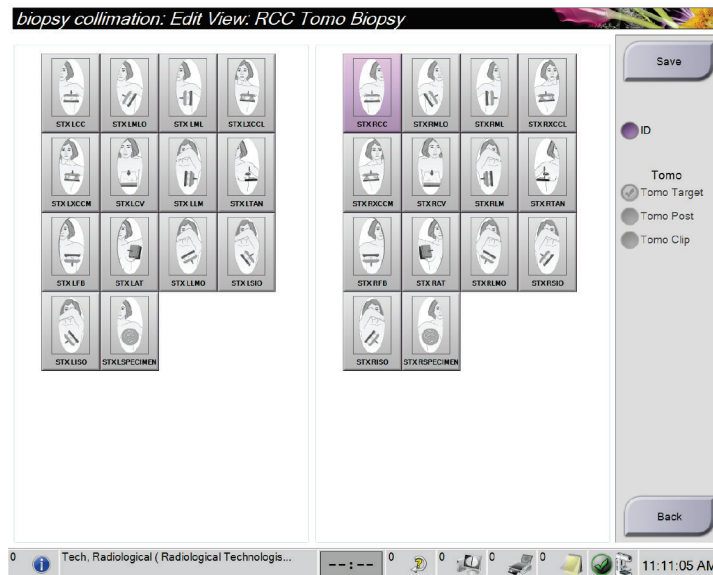 biopsy collimation: Edit View: RCC Tomo Biopsy
STX LCC STX LMLO STX LML STX LXCCL
STX LXCCM STX LCV STX LLM STX LTAN
STX LFB STX LAT STX LLMO STX LSIO
STX LISO STX LSPECIMEN
STX RCC STX RMLO STX RML STX RXCCL
STX RXCCM STX RCV STX RLM STX RTAN
STX RFB STX RAT STX RLMO STX RSIO
STX RISO STX RSPECIMEN
Save
ID
Tomo
Tomo Target
Tomo Post
Tomo Clip
Back
0 Tech, Radiological ( Radiological Technologis... --:-- 0 0 0 0 11:11:05 AM